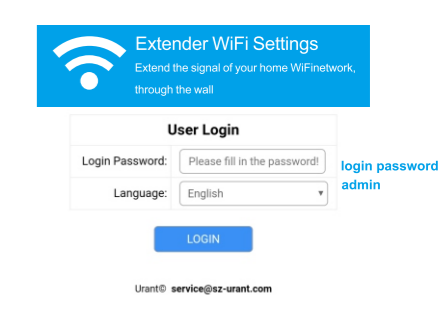 Extender WiFi Settings
Extend the signal of your home WiFinetwork,
through the wall
User Login
Login Password: Please fill in the password!
login password
admin
Language: English
LOGIN
Urant© service@sz-urant.com